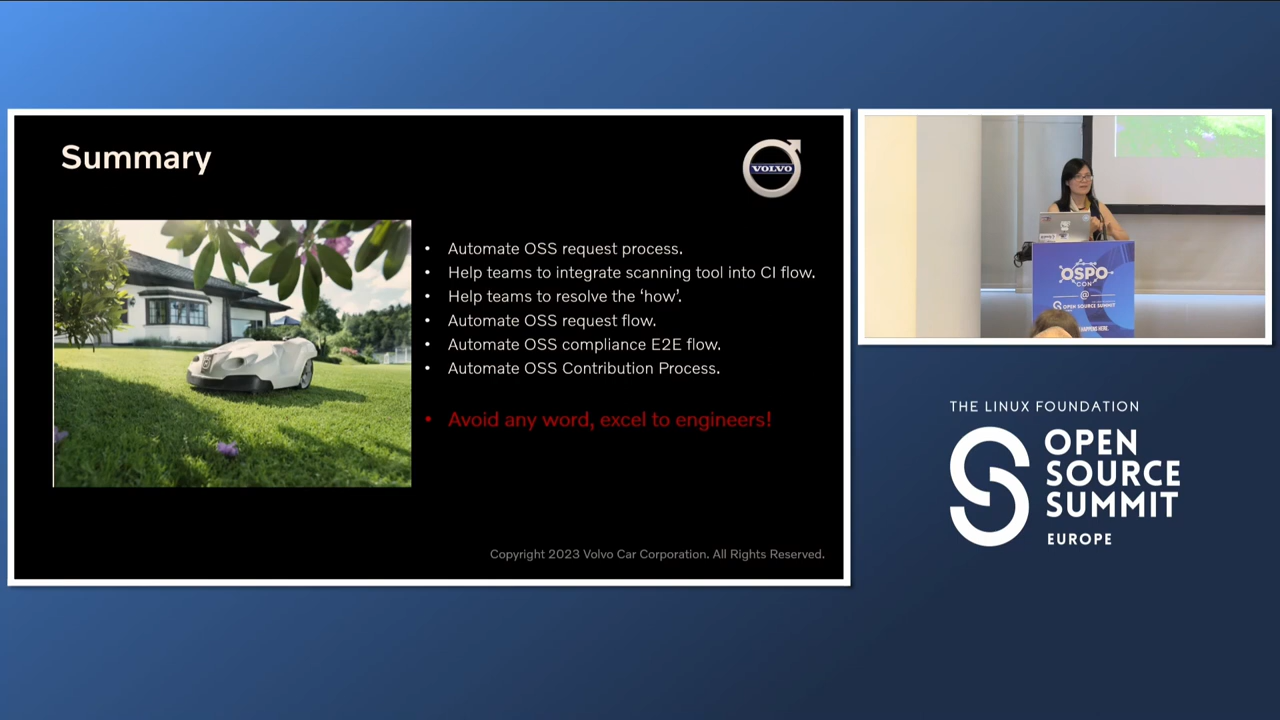 Summary
VOLVO
• Automate OSS request process.
• Help teams to integrate scanning tool into CI flow.
• Help teams to resolve the ‘how’.
• Automate OSS request flow.
• Automate OSS compliance E2E flow.
• Automate OSS Contribution Process.
• Avoid any word, excel to engineers!
Copyright 2023 Volvo Car Corporation. All Rights Reserved.
OSPO
CON
@
OPEN SOURCE SUMMIT
HAPPENS HERE.
THE LINUX FOUNDATION
OPEN
SOURCE
SUMMIT
EUROPE